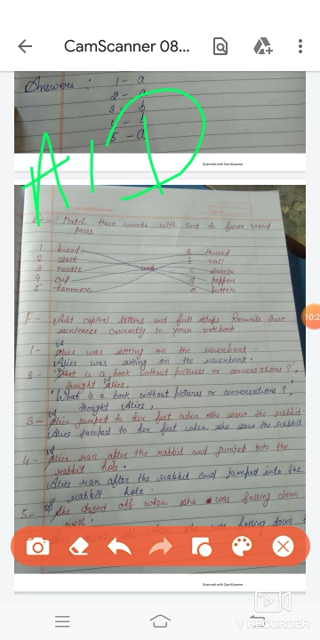 CamScanner 08...
Answers : 1 - a
2 - a
3 - b
4 - b
5 - a
A, D
Scanned with CamScanner
E - Match these words with and to form word
pairs
1 bread a thread
2 salt b nail
3 needle and c saucer
4 cup d pepper
5 hammer e butter
F - Add capital letters and full stops. Rewrite these
sentences correctly in your notebook
1 - alice was sitting on the riverbank.
Alice was sitting on the riverbank.
2 - what is a book without pictures or conversations?
thought alice.
"What is a book without pictures or conversations?",
thought Alice.
3 - alice jumped to her feet when she saw the rabbit
Alice jumped to her feet when she saw the rabbit
4 - alice ran after the rabbit and jumped into the
rabbit hole.
Alice ran after the rabbit and jumped into the
rabbit hole.
5 - she dozed off when she was falling down
10:2
Scanned with CamScanner
RECORDER